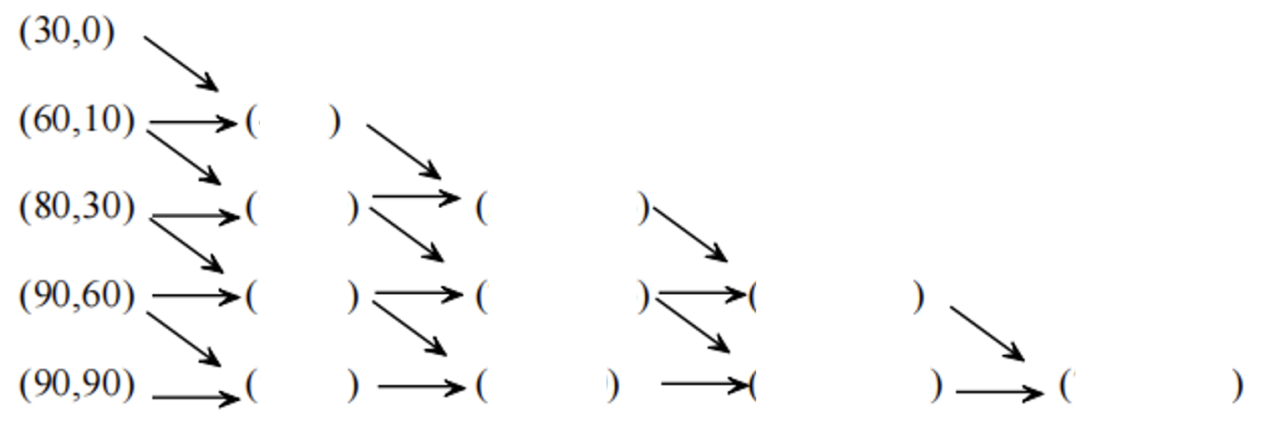 (30,0)
(60,10) ( )
(80,30) ( ) ( )
(90,60) ( ) ( ) ( )
(90,90) ( ) ( ) ( ) ( )